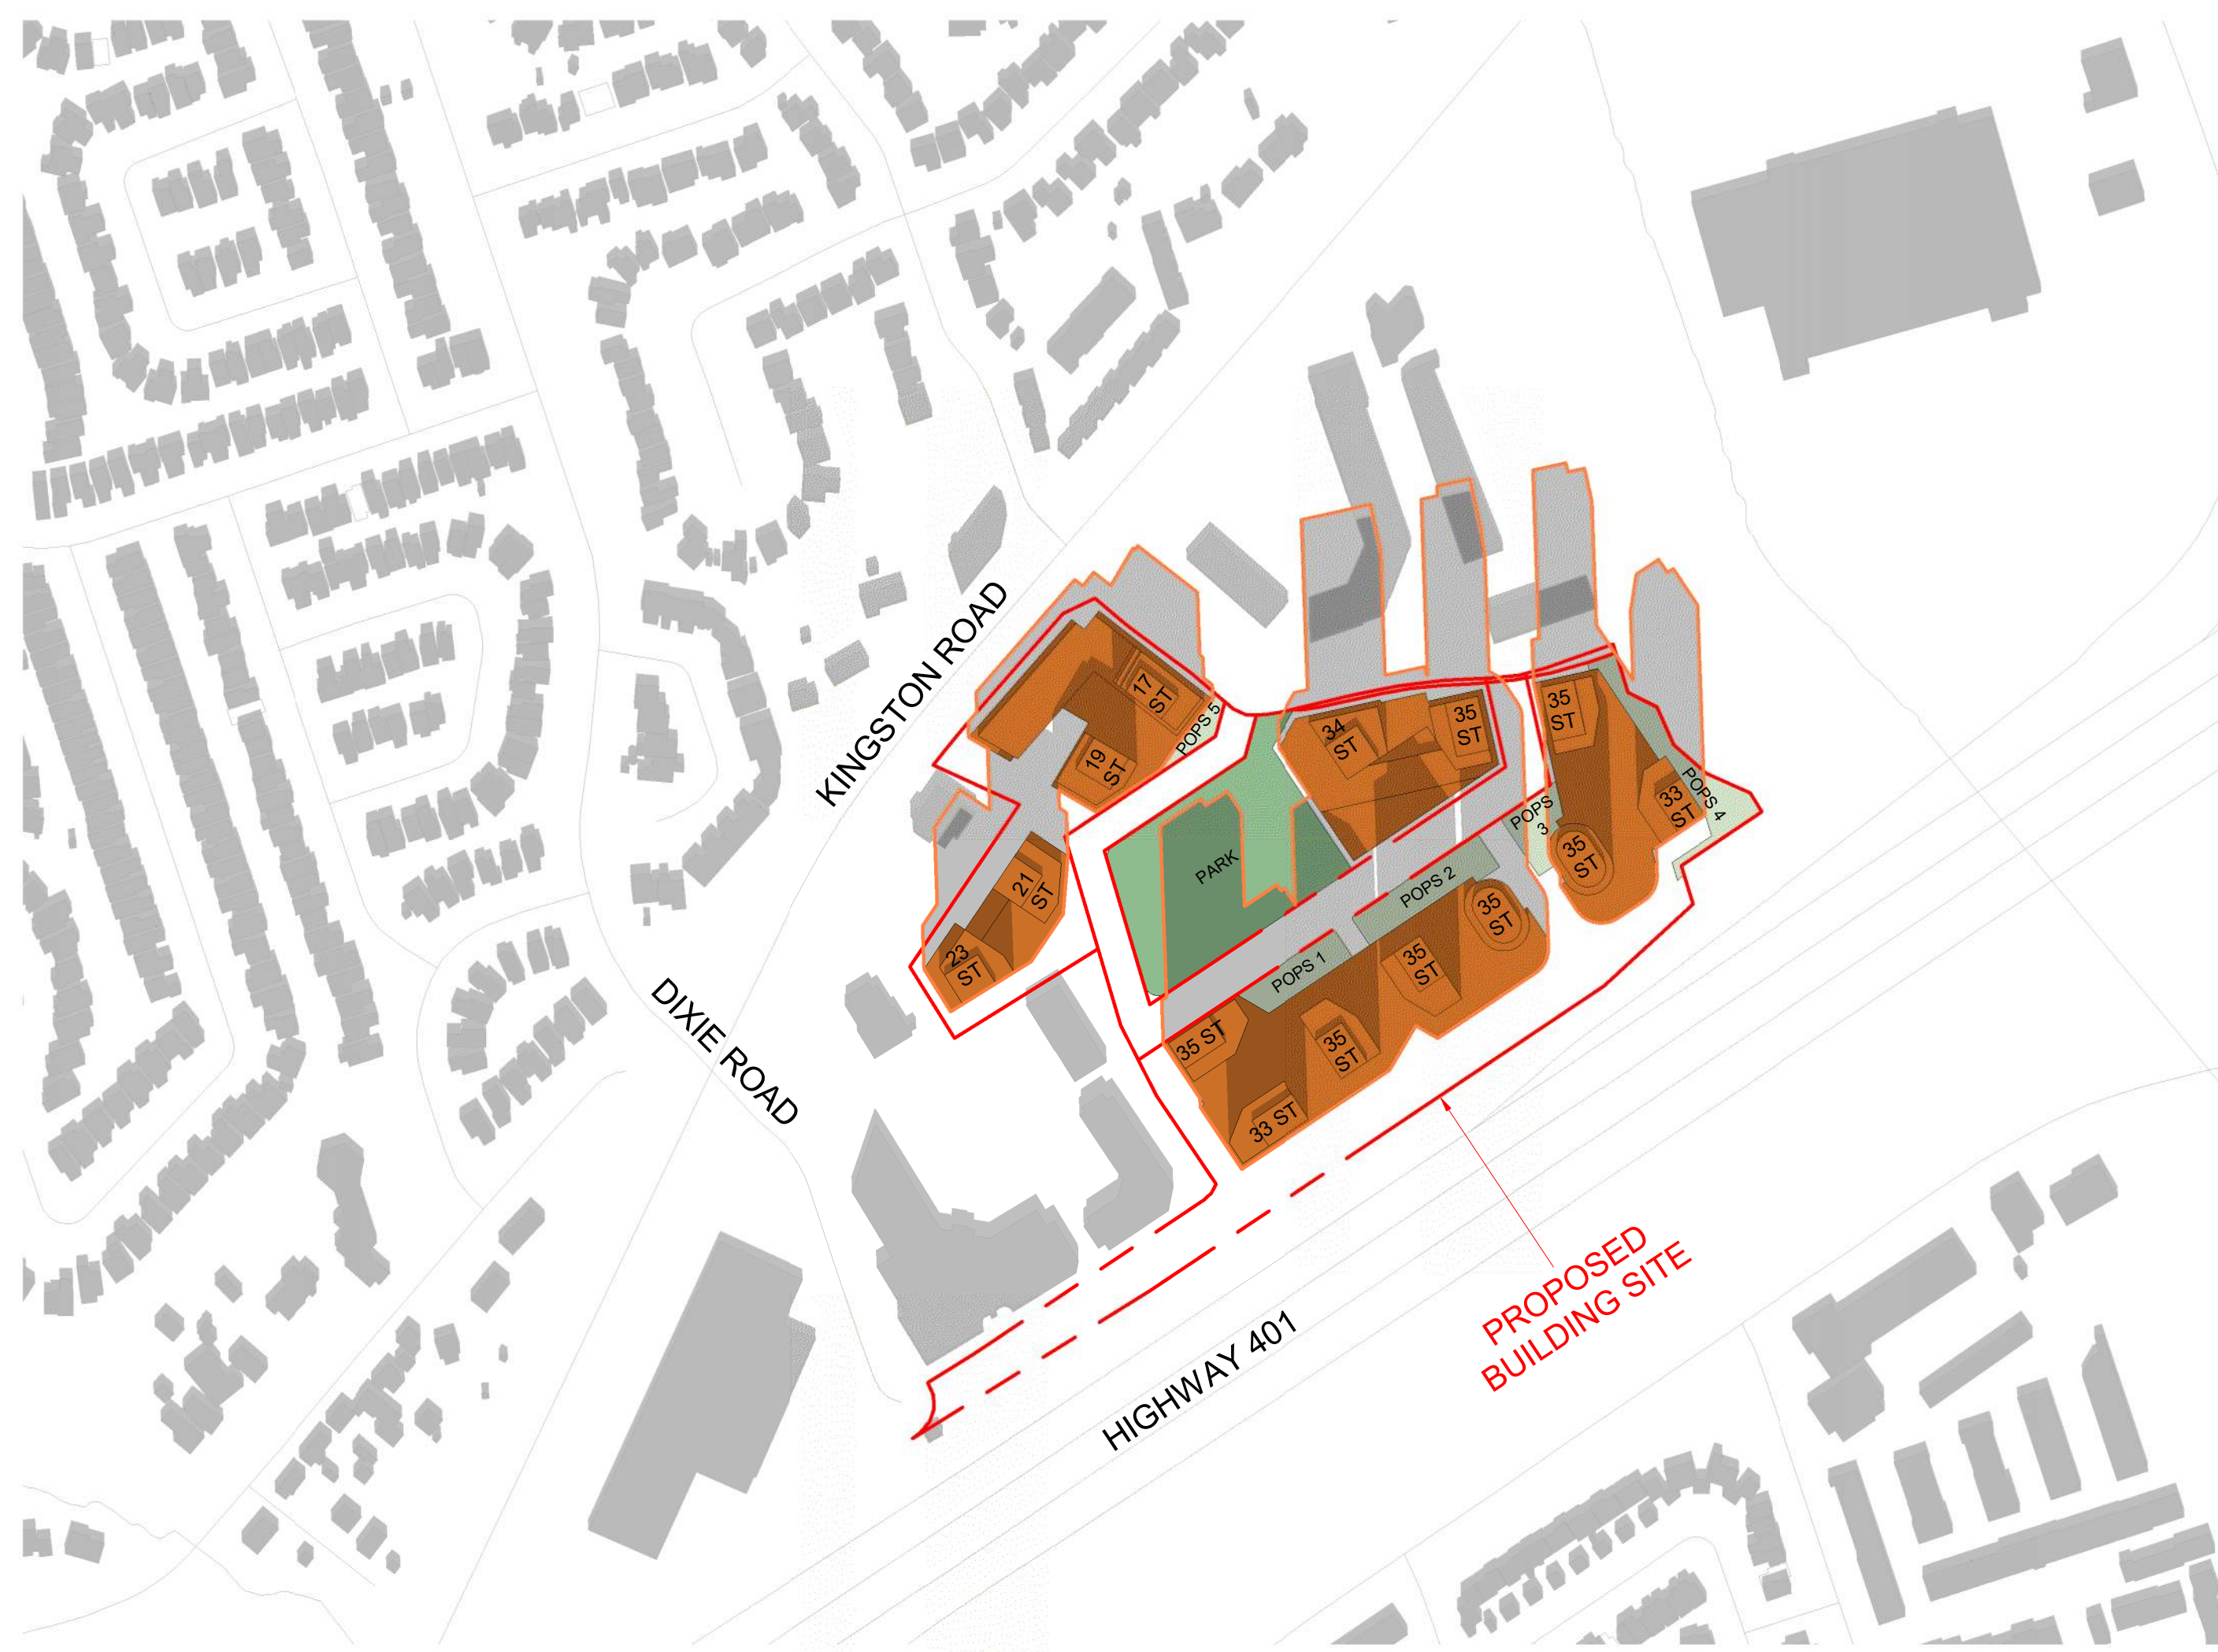 KINGSTON ROAD
17
ST
POPS 5
19
ST
34
ST
35
ST
35
ST
33
ST
POPS 4
POPS
3
35
ST
PARK
21
ST
23
ST
POPS 2
35
ST
35
ST
POPS 1
35 ST
35
ST
33 ST
DIXIE ROAD
HIGHWAY 401
PROPOSED
BUILDING SITE